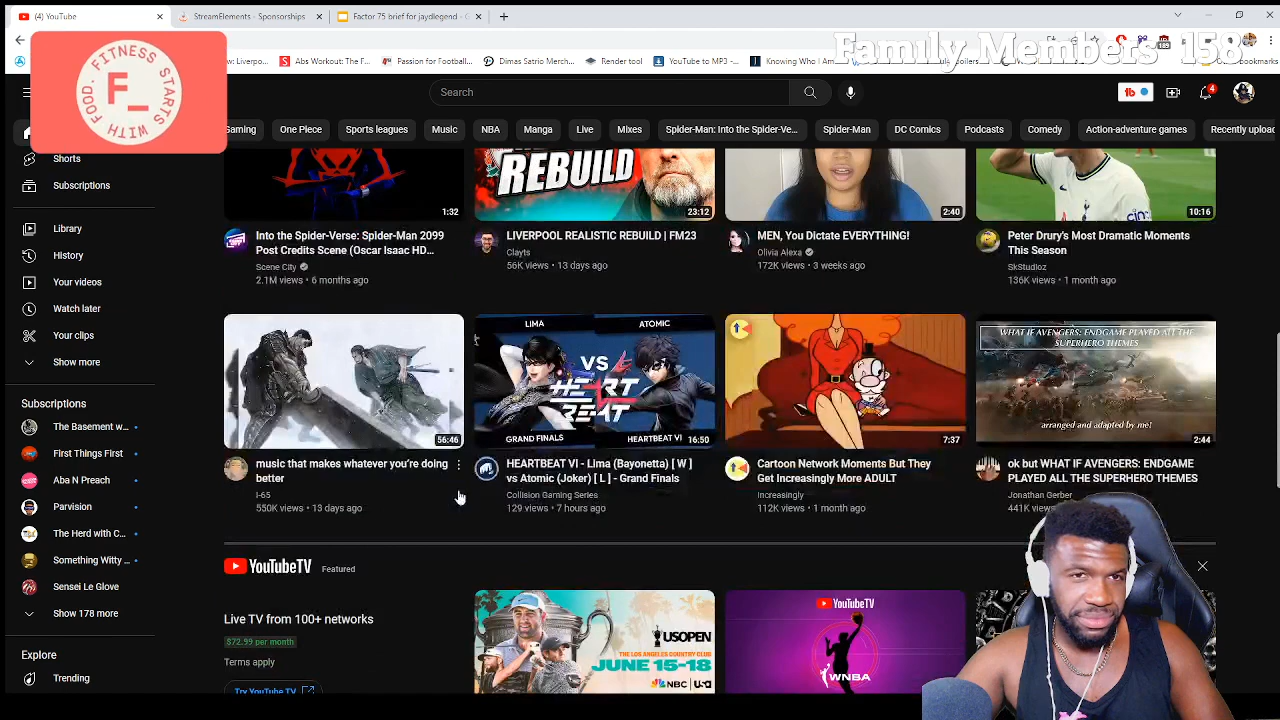 (4) YouTube
StreamElements - Sponsorships
Factor 75 brief for jaydlegend - G
Family Members 158
Liverpo...
Abs Workout: The F...
Passion for Football...
Dimas Satrio Merch...
Render tool
YouTube to MP3 -...
Knowing Who I Am...
Bookmarks
FITNESS STARTS WITH FOOD.
F_
Search
4
Gaming
One Piece
Sports leagues
Music
NBA
Manga
Live
Mixes
Spider-Man: Into the Spider-Ve...
Spider-Man
DC Comics
Podcasts
Comedy
Action-adventure games
Recently uploa
Shorts
Subscriptions
Library
History
Your videos
Watch later
Your clips
Show more
Subscriptions
The Basement w...
First Things First
Aba N Preach
Parvision
The Herd with C...
Something Witty ...
Sensei Le Glove
Show 178 more
Explore
Trending
1:32
Into the Spider-Verse: Spider-Man 2099
Post Credits Scene (Oscar Isaac HD...
Scene City
2.1M views • 6 months ago
REBUILD
23:12
LIVERPOOL REALISTIC REBUILD | FM23
Clayts
56K views • 13 days ago
2:40
MEN, You Dictate EVERYTHING!
Olivia Alexa
172K views • 3 weeks ago
cinc
10:16
Peter Drury's Most Dramatic Moments
This Season
SkStudioz
136K views • 1 month ago
56:46
music that makes whatever you're doing
better
I-65
550K views • 13 days ago
LIMA
ATOMIC
VS
HEART
BEAT
GRAND FINALS
HEARTBEAT VI
16:50
HEARTBEAT VI - Lima (Bayonetta) [ W ]
vs Atomic (Joker) [ L ] - Grand Finals
Collision Gaming Series
129 views • 7 hours ago
7:37
Cartoon Network Moments But They
Get Increasingly More ADULT
Increasingly
112K views • 1 month ago
WHAT IF AVENGERS: ENDGAME PLAYED ALL THE
SUPERHERO THEMES
arranged and adapted by me!
2:44
ok but WHAT IF AVENGERS: ENDGAME
PLAYED ALL THE SUPERHERO THEMES
Jonathan Gerber
441K views
YouTubeTV
Featured
Live TV from 100+ networks
$72.99 per month
Terms apply
Try YouTube TV
USOPEN
THE LOS ANGELES COUNTRY CLUB
JUNE 15-18
NBC
USA
YouTubeTV
WNBA